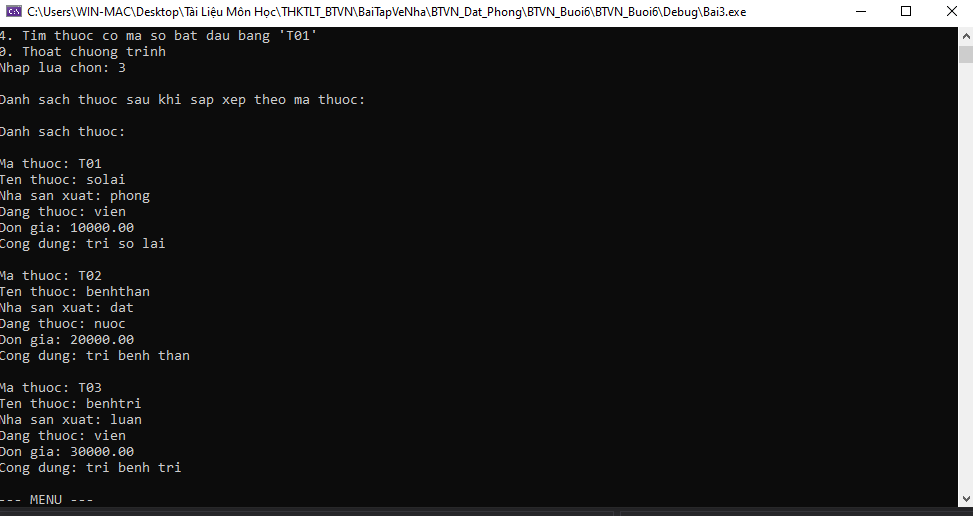 C:\Users\WIN-MAC\Desktop\Tài Liệu Môn Học\THKTLT_BTVN\BaiTapVeNha\BTVN_Dat_Phong\BTVN_Buoi6\BTVN_Buoi6\Debug\Bai3.exe
4. Tim thuoc co ma so bat dau bang 'T01'
0. Thoat chuong trinh
Nhap lua chon: 3
Danh sach thuoc sau khi sap xep theo ma thuoc:
Danh sach thuoc:
Ma thuoc: T01
Ten thuoc: solai
Nha san xuat: phong
Dang thuoc: vien
Don gia: 10000.00
Cong dung: tri so lai
Ma thuoc: T02
Ten thuoc: benhthan
Nha san xuat: dat
Dang thuoc: nuoc
Don gia: 20000.00
Cong dung: tri benh than
Ma thuoc: T03
Ten thuoc: benhtri
Nha san xuat: luan
Dang thuoc: vien
Don gia: 30000.00
Cong dung: tri benh tri
--- MENU ---